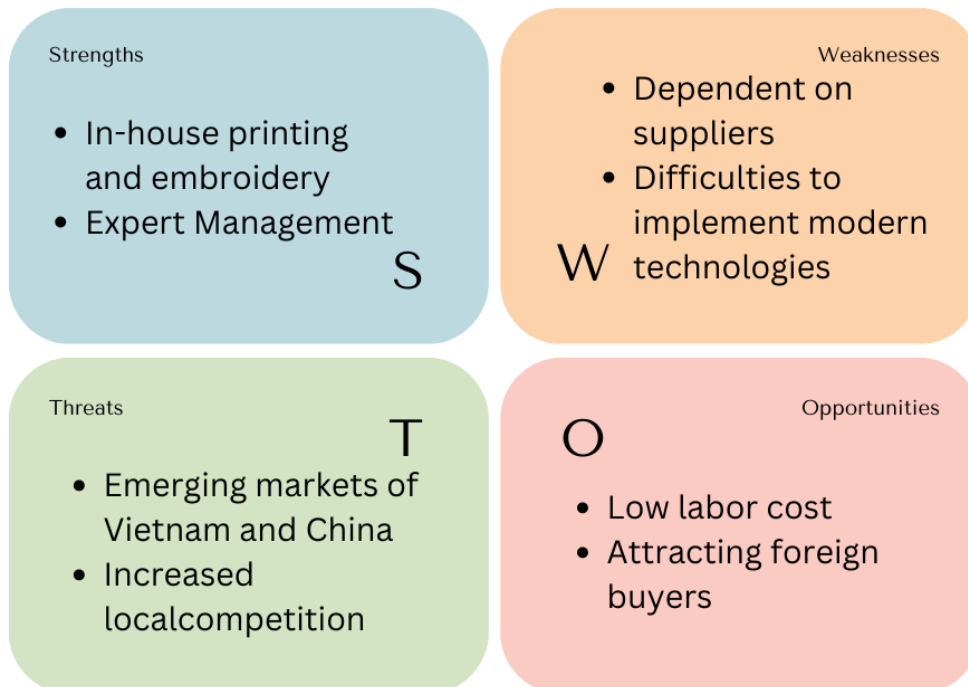 Strengths
• In-house printing
and embroidery
• Expert Management
S
Weaknesses
• Dependent on
suppliers
• Difficulties to
implement modern
technologies
W
Threats
T
• Emerging markets of
Vietnam and China
• Increased
localcompetition
Opportunities
O
• Low labor cost
• Attracting foreign
buyers